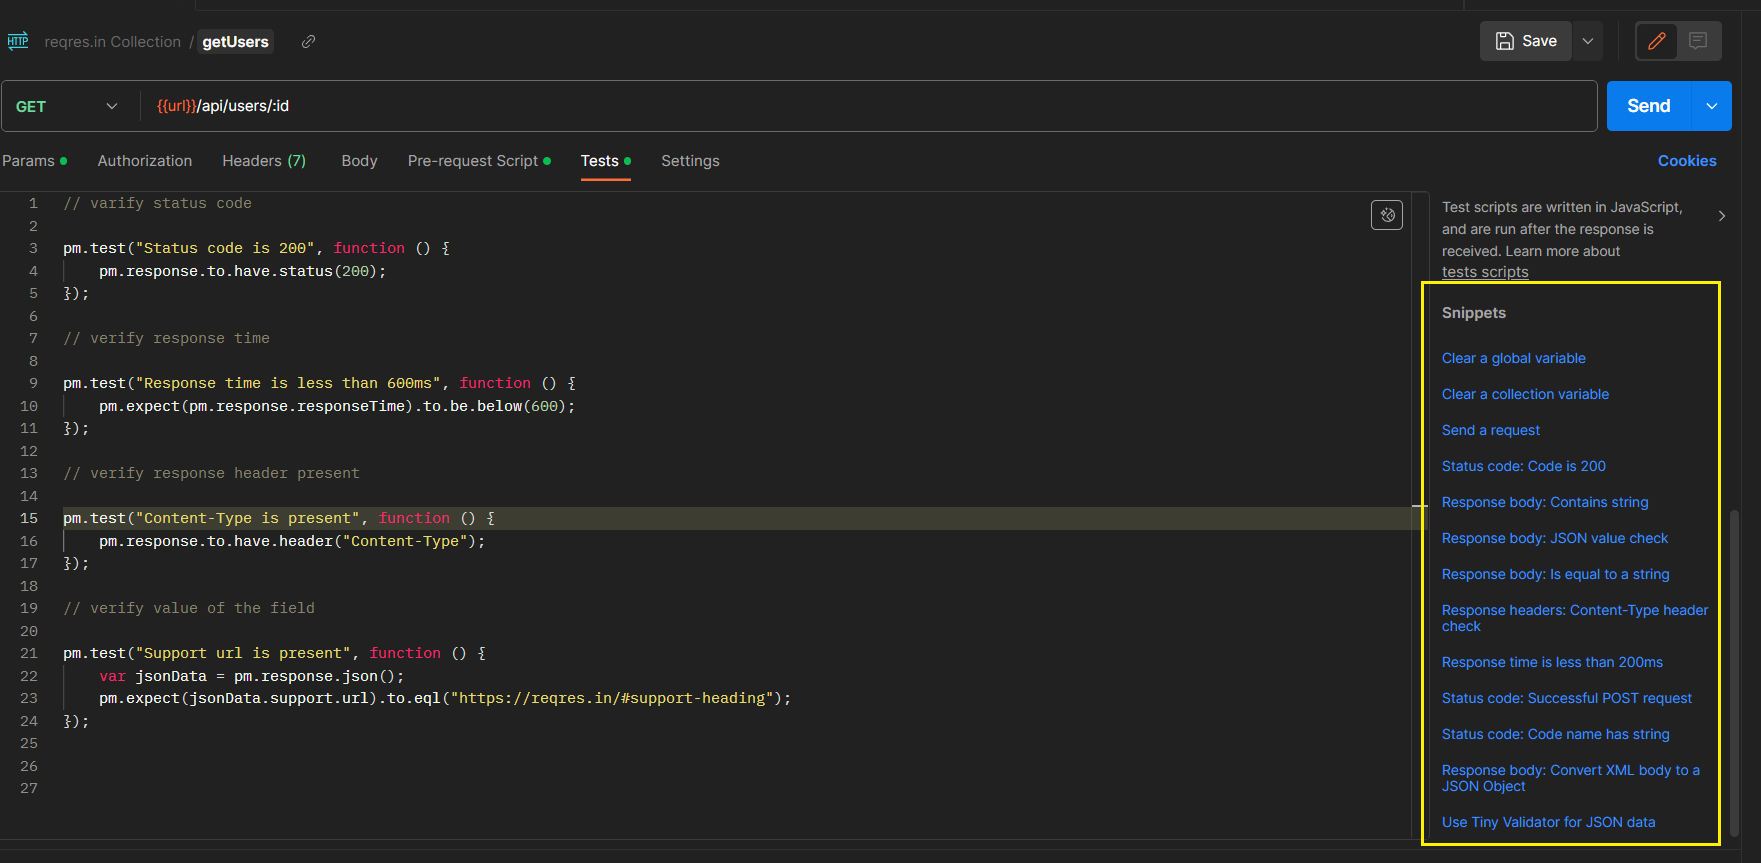 HTTP reqres.in Collection / getUsers Save
GET {{url}}/api/users/:id Send
Params Authorization Headers (7) Body Pre-request Script Tests Settings Cookies
1 // varify status code
2
3 pm.test("Status code is 200", function () {
4 pm.response.to.have.status(200);
5 });
6
7 // verify response time
8
9 pm.test("Response time is less than 600ms", function () {
10 pm.expect(pm.response.responseTime).to.be.below(600);
11 });
12
13 // verify response header present
14
15 pm.test("Content-Type is present", function () {
16 pm.response.to.have.header("Content-Type");
17 });
18
19 // verify value of the field
20
21 pm.test("Support url is present", function () {
22 var jsonData = pm.response.json();
23 pm.expect(jsonData.support.url).to.eql("https://reqres.in/#support-heading");
24 });
25
26
27
Test scripts are written in JavaScript,
and are run after the response is
received. Learn more about
tests scripts
Snippets
Clear a global variable
Clear a collection variable
Send a request
Status code: Code is 200
Response body: Contains string
Response body: JSON value check
Response body: Is equal to a string
Response headers: Content-Type header
check
Response time is less than 200ms
Status code: Successful POST request
Status code: Code name has string
Response body: Convert XML body to a
JSON Object
Use Tiny Validator for JSON data